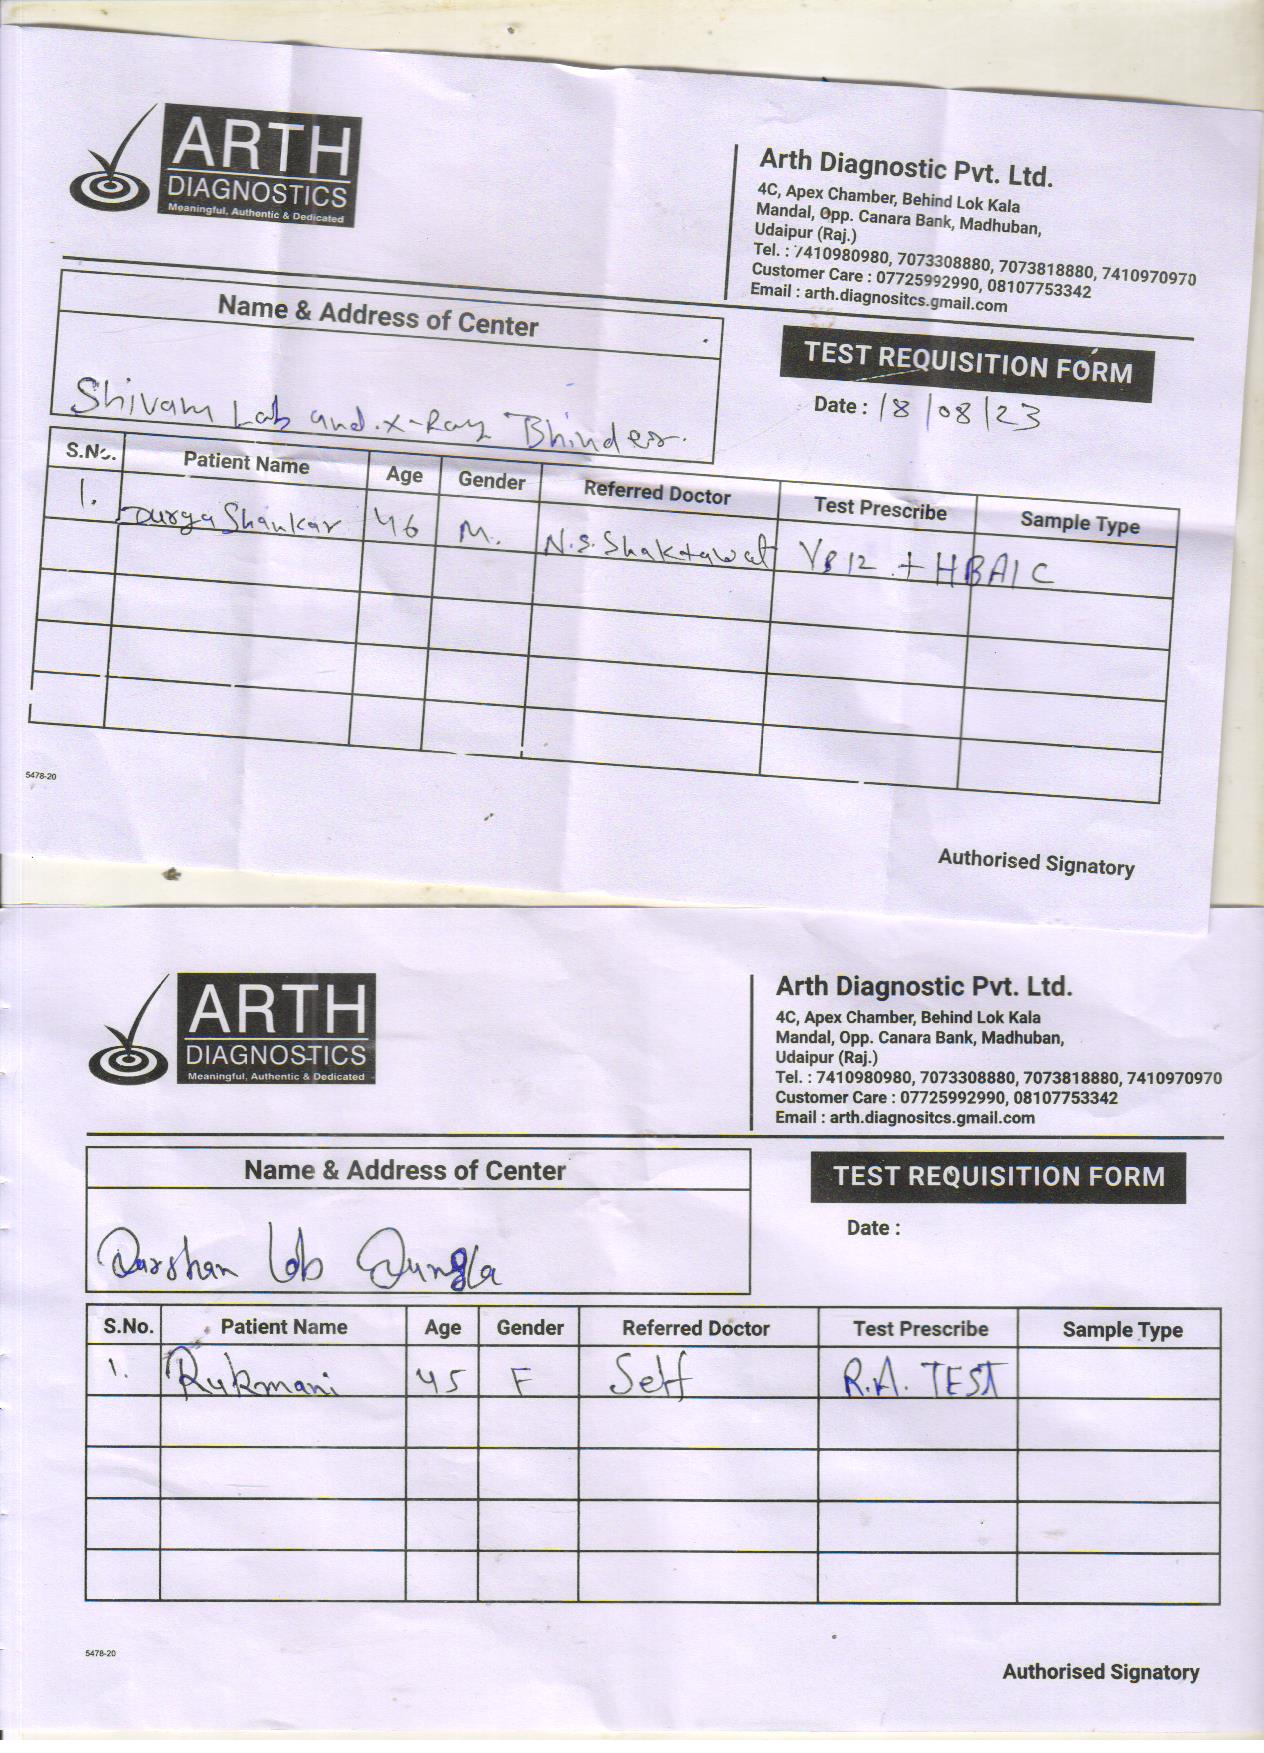 ARTH
DIAGNOSTICS
Meaningful, Authentic & Dedicated
Arth Diagnostic Pvt. Ltd.
4C, Apex Chamber, Behind Lok Kala
Mandal, Opp. Canara Bank, Madhuban,
Udaipur (Raj.)
Tel. : 7410980980, 7073308880, 7073818880, 7410970970
Customer Care : 07725992990, 08107753342
Email : arth.diagnositcs.gmail.com
Name & Address of Center
TEST REQUISITION FORM
Shivam Lab and X-Ray Bhinder.
Date : 18/08/23
S.No. Patient Name Age Gender Referred Doctor Test Prescribe Sample Type
1. Durga Shankar 46 M. N.S. Shaktawat VB12 + HBA1C
5478-20
Authorised Signatory
ARTH
DIAGNOSTICS
Meaningful, Authentic & Dedicated
Arth Diagnostic Pvt. Ltd.
4C, Apex Chamber, Behind Lok Kala
Mandal, Opp. Canara Bank, Madhuban,
Udaipur (Raj.)
Tel. : 7410980980, 7073308880, 7073818880, 7410970970
Customer Care : 07725992990, 08107753342
Email : arth.diagnositcs.gmail.com
Name & Address of Center
TEST REQUISITION FORM
Date :
Darshan Lab Dungla
S.No. Patient Name Age Gender Referred Doctor Test Prescribe Sample Type
1. Rukmani 45 F Self R.A. TEST
5478-20
Authorised Signatory